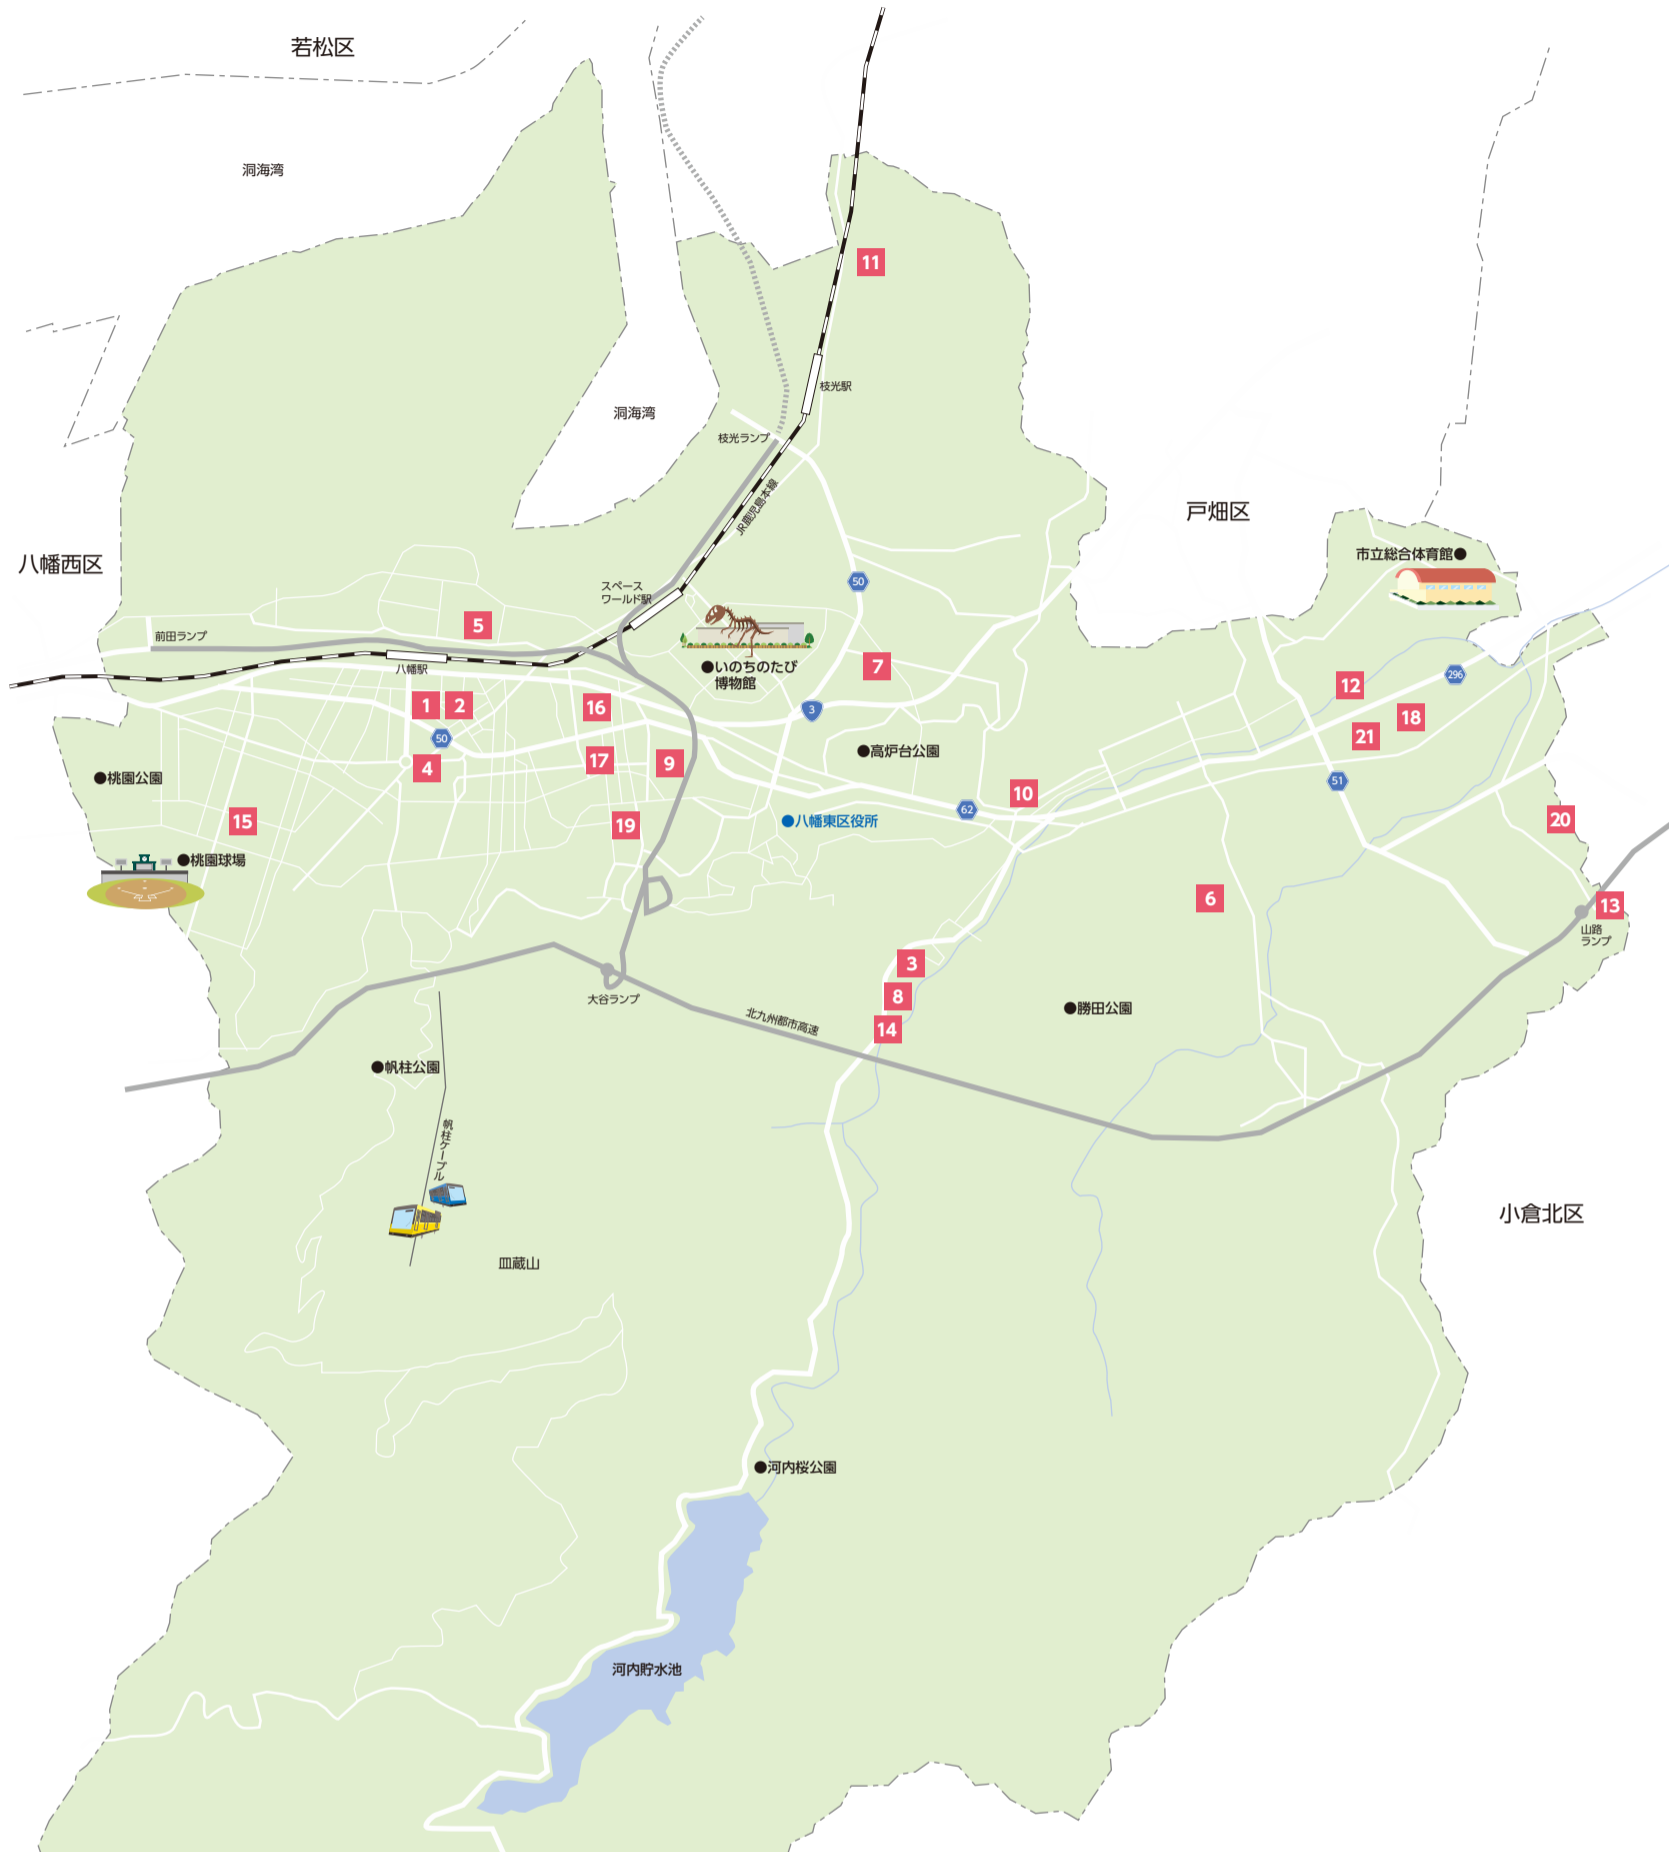 若松区
洞海湾
11
枝光駅
洞海湾
枝光ランプ
JR鹿児島本線
戸畑区
市立総合体育館
八幡西区
50
スペース
ワールド駅
5
前田ランプ
八幡駅
いのちのたび
博物館
7
12
296
1
2
16
3
18
21
50
高炉台公園
17
9
4
桃園公園
51
10
62
15
19
八幡東区役所
20
桃園球場
6
13
山路
ランプ
3
大谷ランプ
8
勝田公園
北九州都市高速
14
帆柱公園
帆柱ケーブル
小倉北区
皿蔵山
河内桜公園
河内貯水池